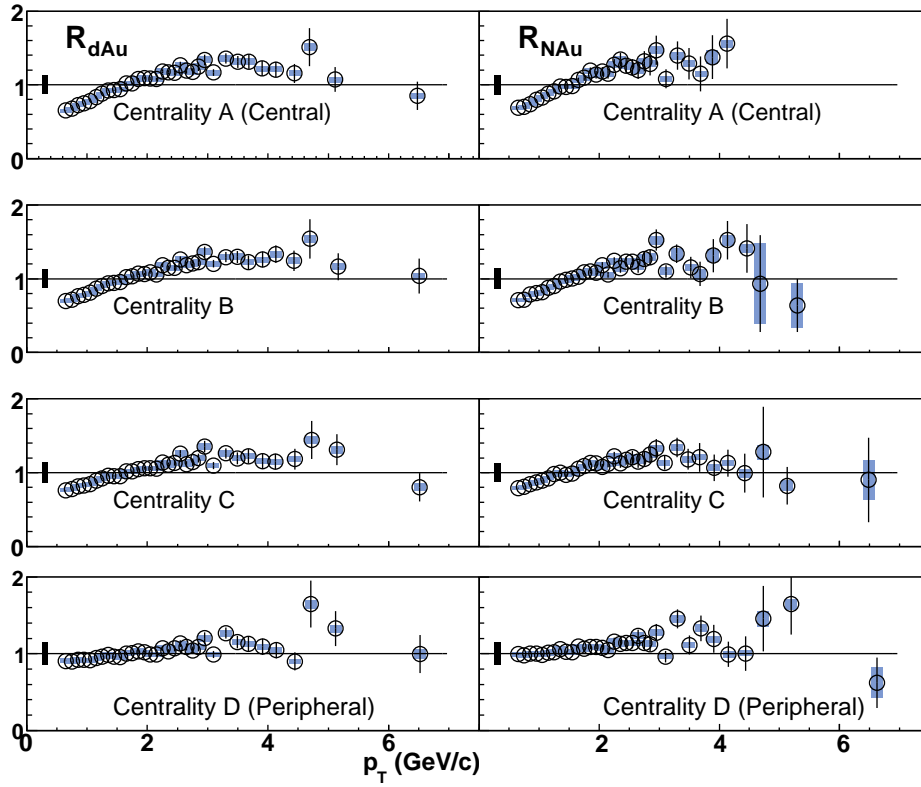 2 R_dAu R_NAu
1
Centrality A (Central) Centrality A (Central)
0
2
1
Centrality B Centrality B
0
2
1
Centrality C Centrality C
0
2
1
Centrality D (Peripheral) Centrality D (Peripheral)
0
0 2 4 6 2 4 6
p_T (GeV/c)